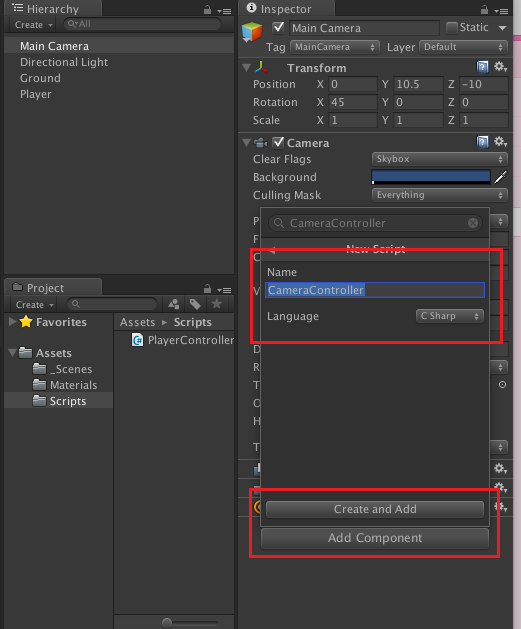 Hierarchy
Create
All
Main Camera
Directional Light
Ground
Player
Project
Create
Favorites
Assets
_Scenes
Materials
Scripts
Assets Scripts
PlayerController
Inspector
Main Camera Static
Tag MainCamera Layer Default
Transform
Position X 0 Y 10.5 Z -10
Rotation X 45 Y 0 Z 0
Scale X 1 Y 1 Z 1
Camera
Clear Flags Skybox
Background
Culling Mask Everything
CameraController
New Script
Name
CameraController
Language C Sharp
Create and Add
Add Component